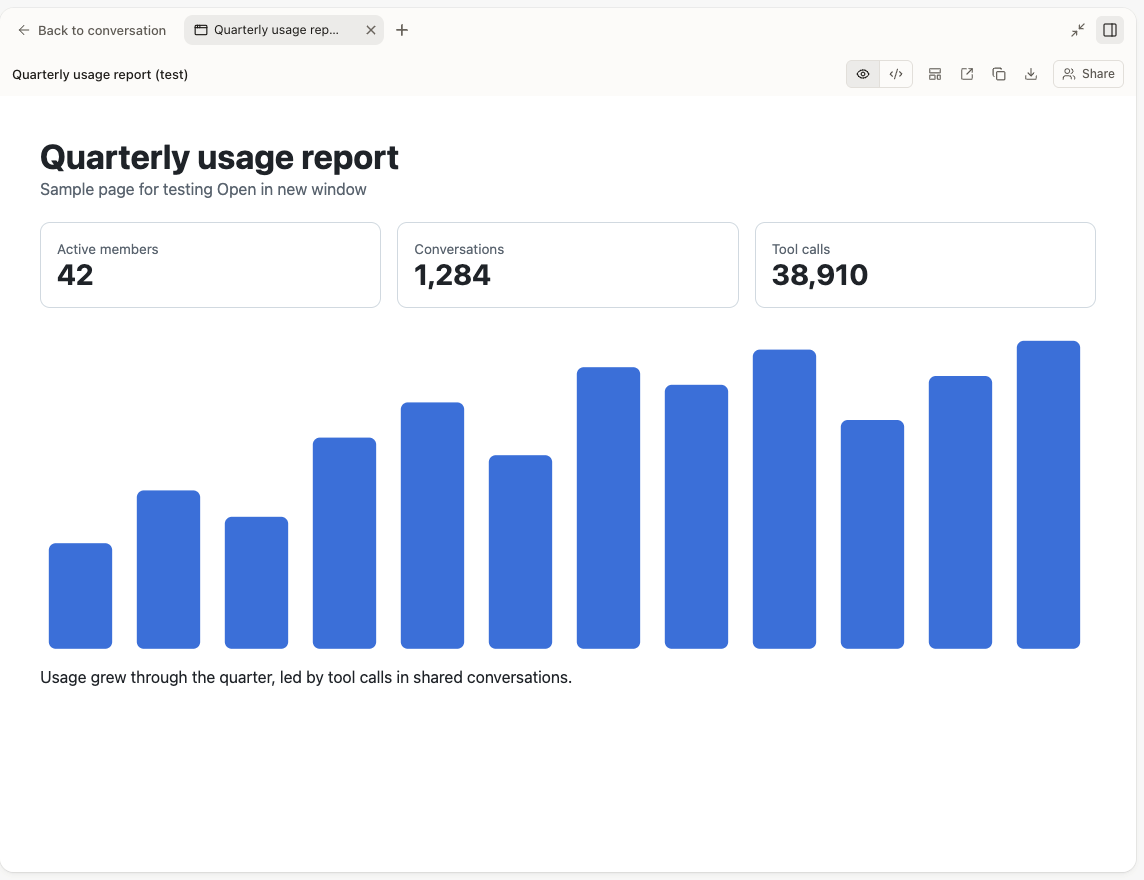 Back to conversation
Quarterly usage rep...
Quarterly usage report (test)
Share
Quarterly usage report
Sample page for testing Open in new window
Active members
42
Conversations
1,284
Tool calls
38,910
Usage grew through the quarter, led by tool calls in shared conversations.